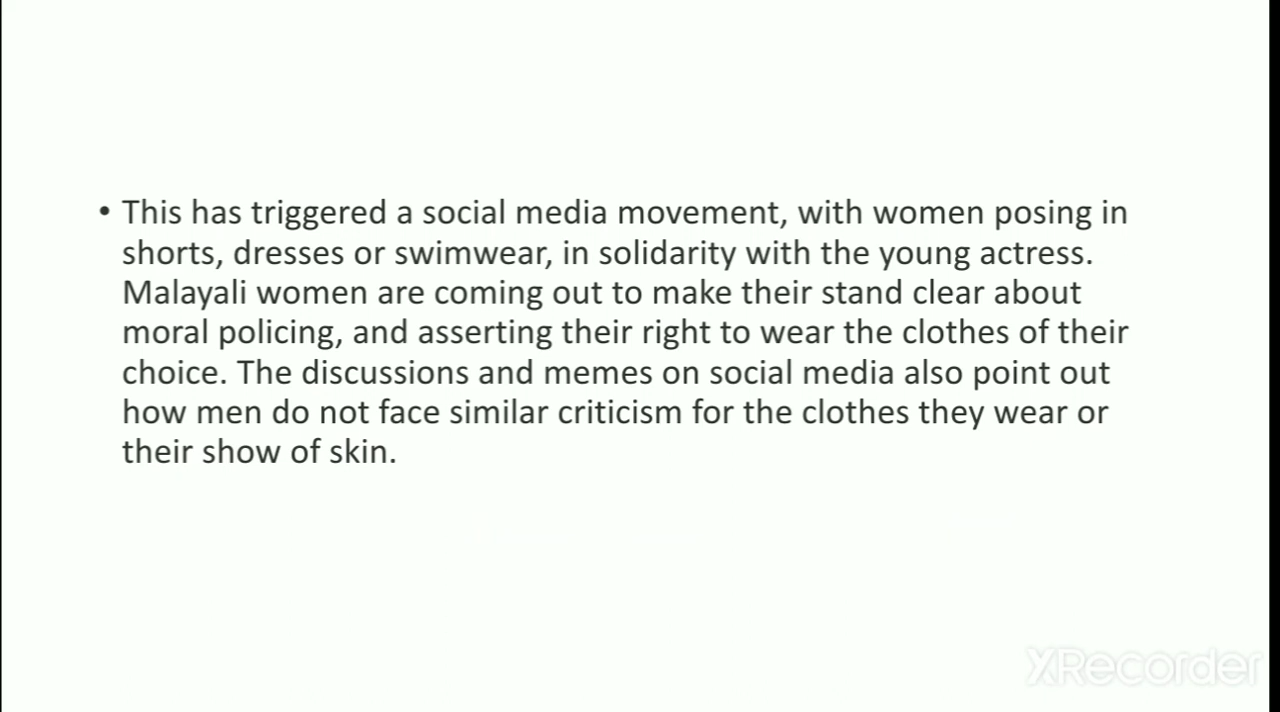 • This has triggered a social media movement, with women posing in
shorts, dresses or swimwear, in solidarity with the young actress.
Malayali women are coming out to make their stand clear about
moral policing, and asserting their right to wear the clothes of their
choice. The discussions and memes on social media also point out
how men do not face similar criticism for the clothes they wear or
their show of skin.
XRecorder